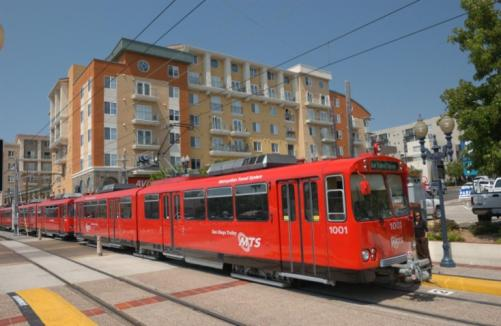 Metropolitan Transit System
San Diego Trolley
MTS
1001
1001